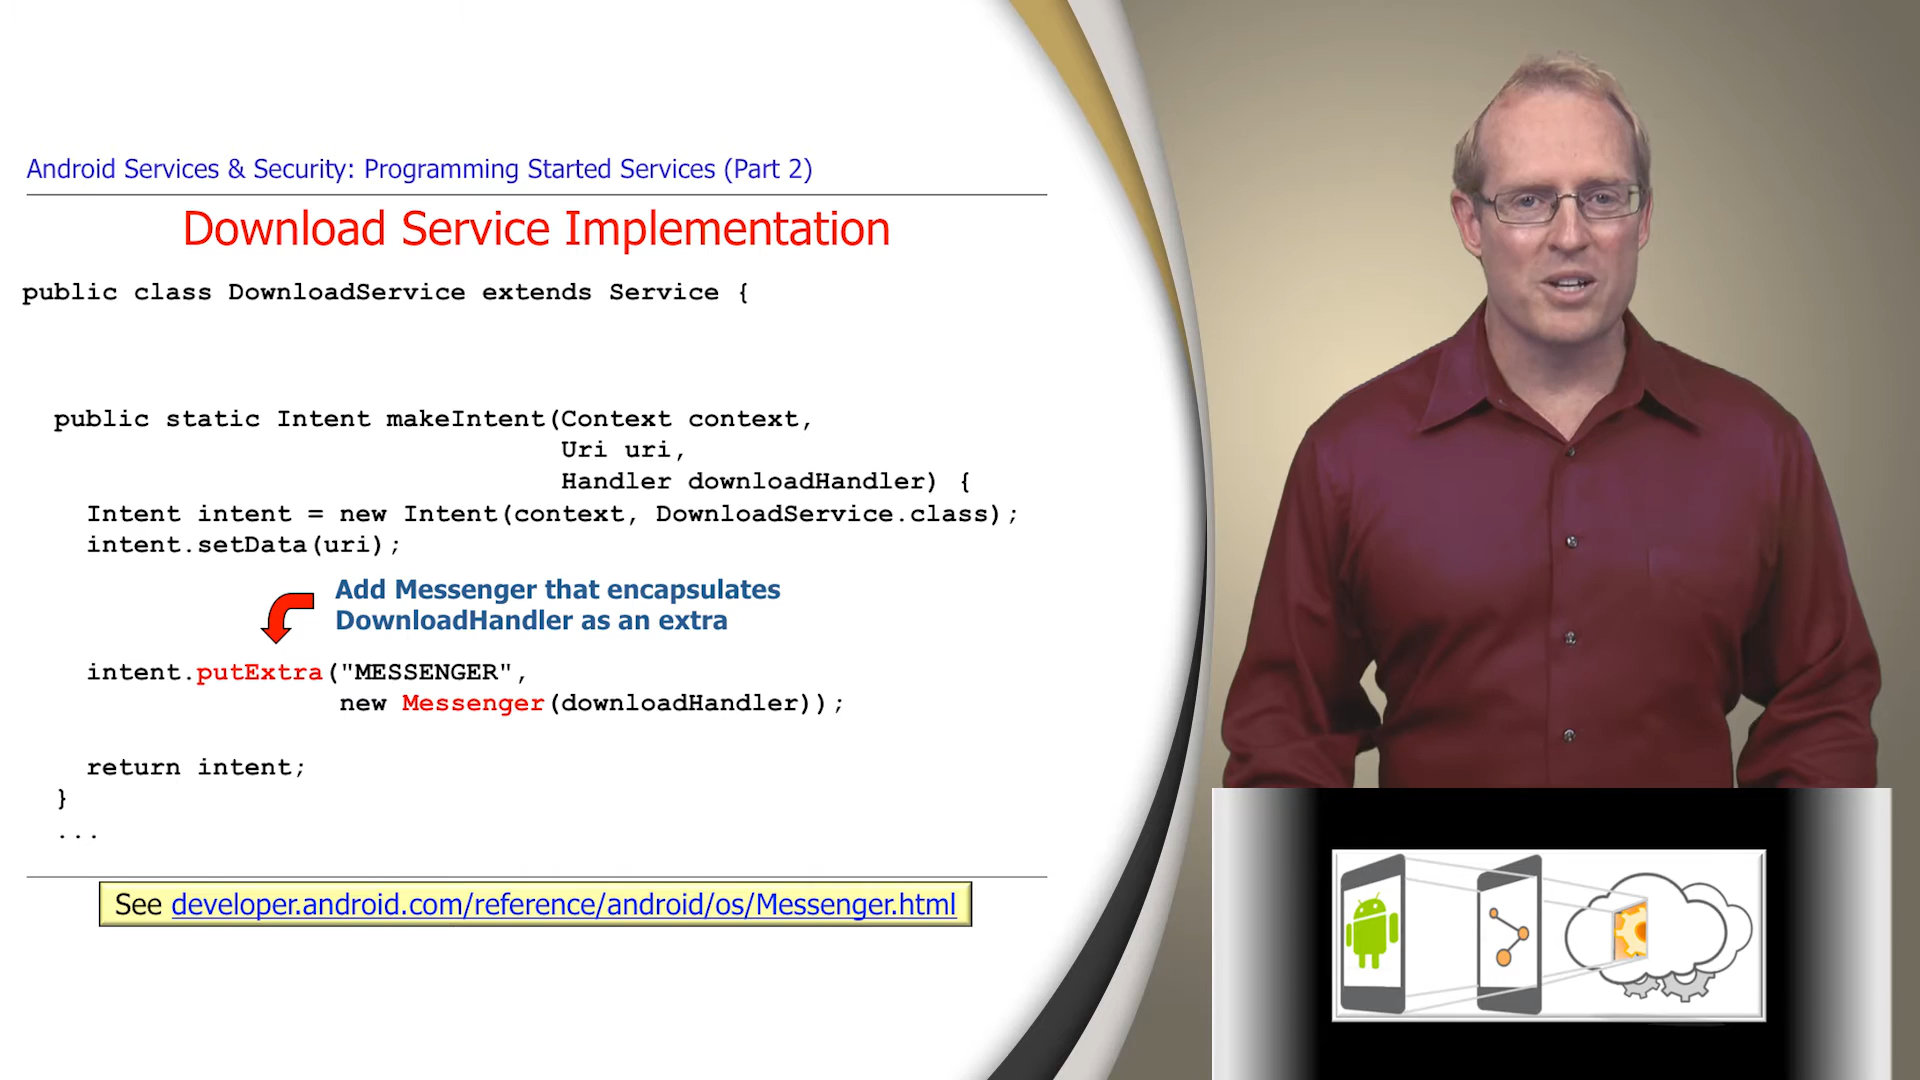 Android Services & Security: Programming Started Services (Part 2)
Download Service Implementation
public class DownloadService extends Service {
public static Intent makeIntent(Context context,
Uri uri,
Handler downloadHandler) {
Intent intent = new Intent(context, DownloadService.class);
intent.setData(uri);
Add Messenger that encapsulates
DownloadHandler as an extra
intent.putExtra("MESSENGER",
new Messenger(downloadHandler));
return intent;
}
...
See developer.android.com/reference/android/os/Messenger.html